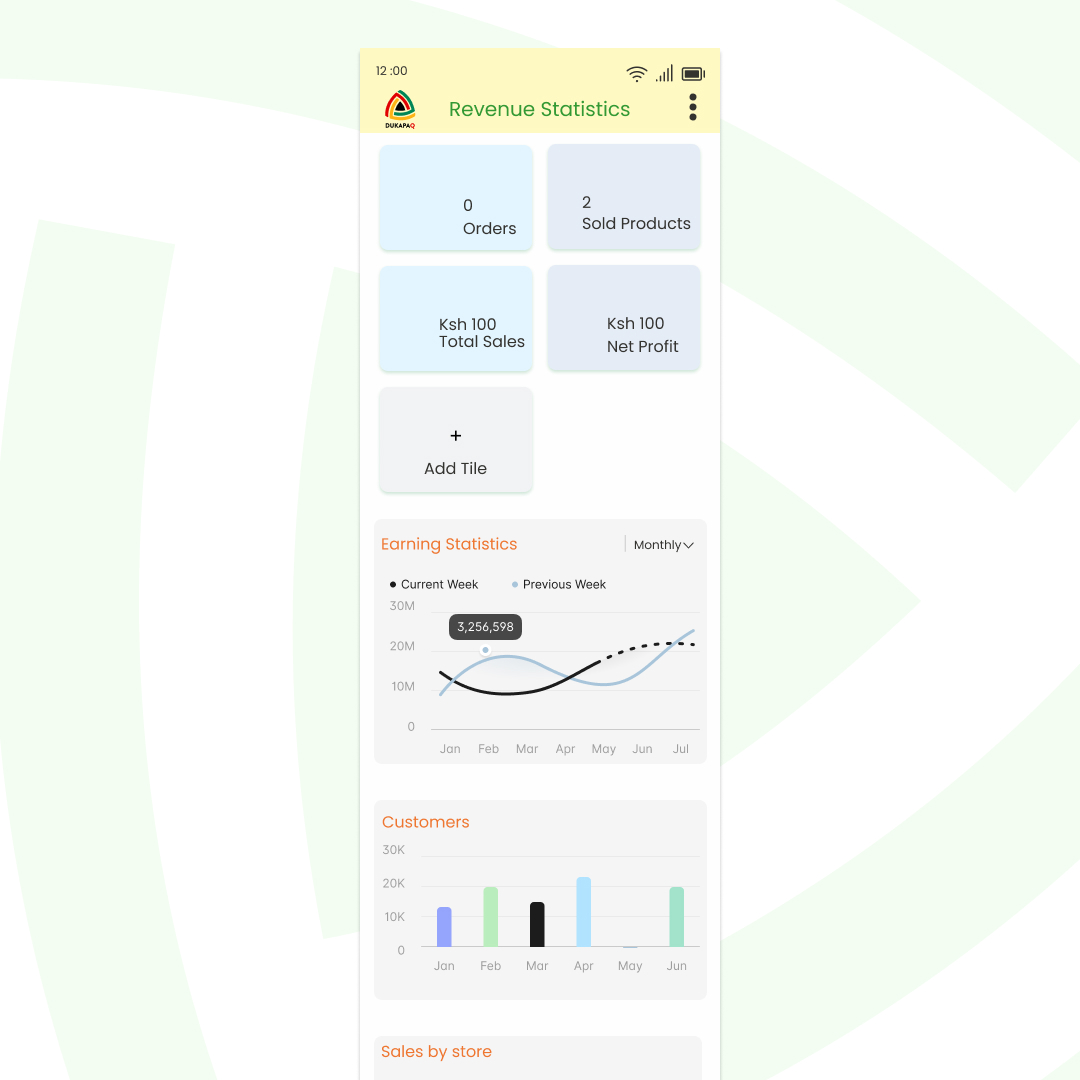 12 :00
DUKAPAQ
Revenue Statistics
0
Orders
2
Sold Products
Ksh 100
Total Sales
Ksh 100
Net Profit
+
Add Tile
Earning Statistics
Monthly
Current Week
Previous Week
30M
3,256,598
20M
10M
0
Jan Feb Mar Apr May Jun Jul
Customers
30K
20K
10K
0
Jan Feb Mar Apr May Jun
Sales by store